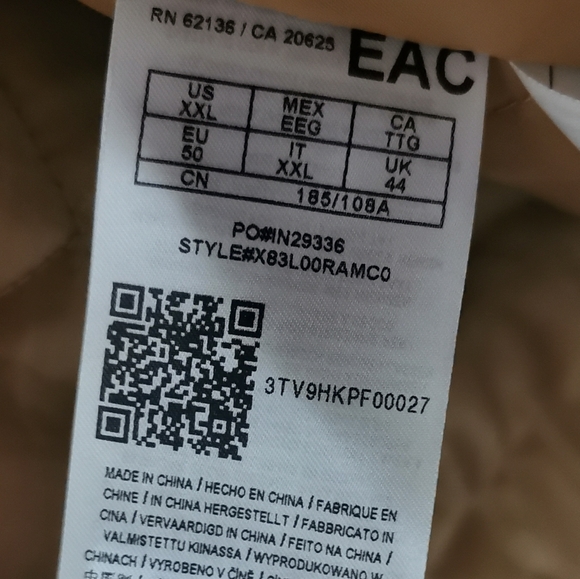 RN 62136 / CA 20625
EAC
US XXL MEX EEG CA TTG
EU 50 IT XXL UK 44
CN 185/108A
PO#IN29336
STYLE#X83L00RAMC0
3TV9HKPF00027
MADE IN CHINA / HECHO EN CHINA / FABRIQUE EN
CHINE / IN CHINA HERGESTELLT / FABBRICATO IN
CINA / VERVAARDIGD IN CHINA / FEITO NA CHINA /
VALMISTETTU KIINASSA / WYPRODUKOWANO W
CHINACH / VYROBENO V ČÍNĚ /